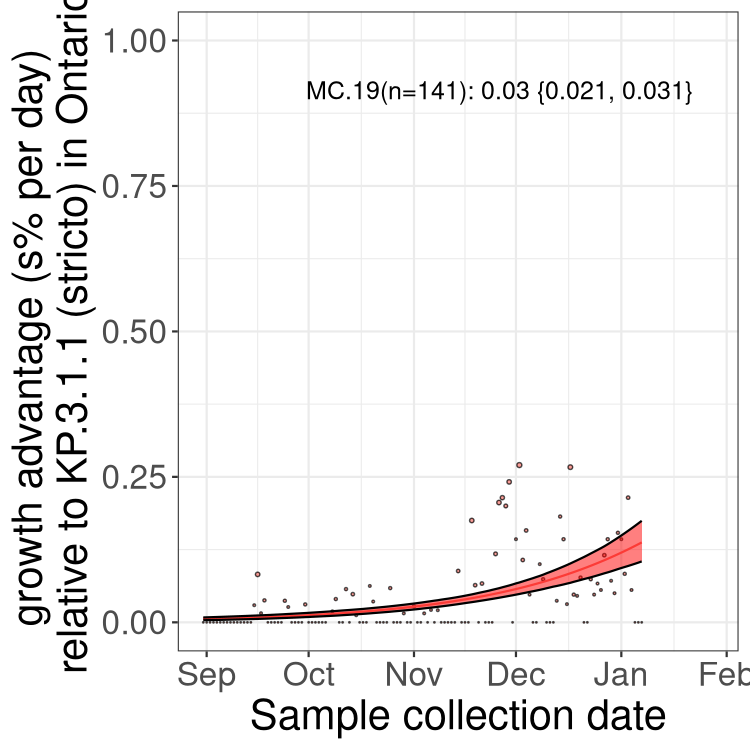 growth advantage (s% per day)
relative to KP.3.1.1 (stricto) in Ontario
1.00
0.75
0.50
0.25
0.00
MC.19(n=141): 0.03 {0.021, 0.031}
Sep Oct Nov Dec Jan Feb
Sample collection date